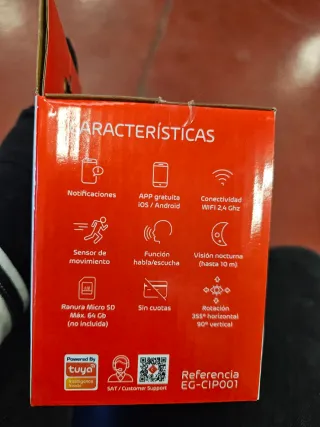 CARACTERÍSTICAS
Notificaciones
APP gratuita
iOS / Android
Conectividad
WIFI 2,4 Ghz
Sensor de
movimiento
Función
habla/escucha
Visión nocturna
(hasta 10 m)
Ranura Micro SD
Máx. 64 Gb
(no incluida)
Sin cuotas
Rotación
355º horizontal
90º vertical
Powered By
tuya
SAT / Customer Support
Referencia
EG-CIP001